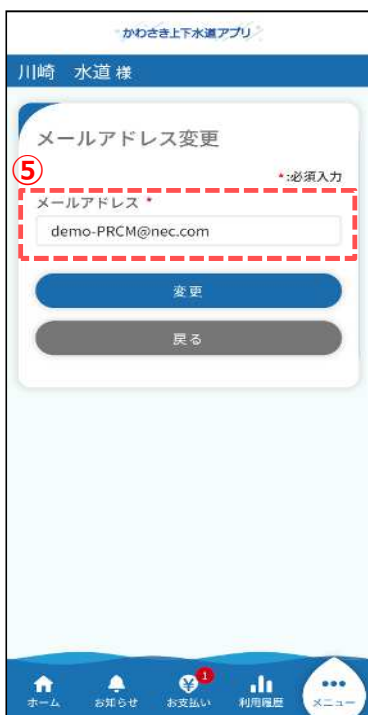 かわさき上下水道アプリ
川崎　水道 様
メールアドレス変更
⑤
*:必須入力
メールアドレス *
demo-PRCM@nec.com
変更
戻る
1
ホーム お知らせ お支払い 利用履歴 メニュー